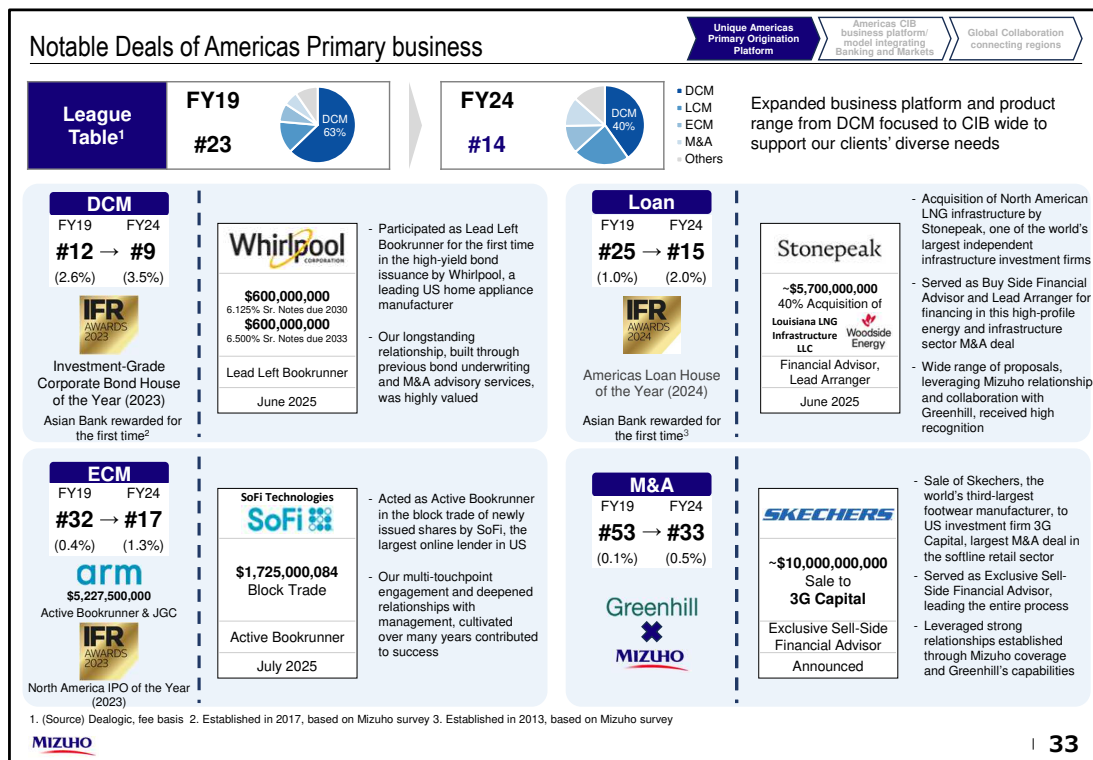 Notable Deals of Americas Primary business
Unique Americas
Primary Origination
Platform
Americas CIB
business platform/
model integrating
Banking and Markets
Global Collaboration
connecting regions
League
Table1
FY19
#23
DCM
63%
FY24
#14
DCM
40%
DCM
LCM
ECM
M&A
Others
Expanded business platform and product
range from DCM focused to CIB wide to
support our clients' diverse needs
DCM
FY19 FY24
#12 → #9
(2.6%) (3.5%)
IFR
AWARDS
2023
Investment-Grade
Corporate Bond House
of the Year (2023)
Asian Bank rewarded for
the first time2
Whirlpool
CORPORATION
$600,000,000
6.125% Sr. Notes due 2030
$600,000,000
6.500% Sr. Notes due 2033
Lead Left Bookrunner
June 2025
- Participated as Lead Left
Bookrunner for the first time
in the high-yield bond
issuance by Whirlpool, a
leading US home appliance
manufacturer
- Our longstanding
relationship, built through
previous bond underwriting
and M&A advisory services,
was highly valued
Loan
FY19 FY24
#25 → #15
(1.0%) (2.0%)
IFR
AWARDS
2024
Americas Loan House
of the Year (2024)
Asian Bank rewarded for
the first time3
Stonepeak
~$5,700,000,000
40% Acquisition of
Louisiana LNG
Infrastructure
LLC
Woodside
Energy
Financial Advisor,
Lead Arranger
June 2025
- Acquisition of North American
LNG infrastructure by
Stonepeak, one of the world's
largest independent
infrastructure investment firms
- Served as Buy Side Financial
Advisor and Lead Arranger for
financing in this high-profile
energy and infrastructure
sector M&A deal
- Wide range of proposals,
leveraging Mizuho relationship
and collaboration with
Greenhill, received high
recognition
ECM
FY19 FY24
#32 → #17
(0.4%) (1.3%)
arm
$5,227,500,000
Active Bookrunner & JGC
IFR
AWARDS
2023
North America IPO of the Year
(2023)
SoFi Technologies
SoFi
$1,725,000,084
Block Trade
Active Bookrunner
July 2025
- Acted as Active Bookrunner
in the block trade of newly
issued shares by SoFi, the
largest online lender in US
- Our multi-touchpoint
engagement and deepened
relationships with
management, cultivated
over many years contributed
to success
M&A
FY19 FY24
#53 → #33
(0.1%) (0.5%)
Greenhill
MIZUHO
SKECHERS
~$10,000,000,000
Sale to
3G Capital
Exclusive Sell-Side
Financial Advisor
Announced
- Sale of Skechers, the
world's third-largest
footwear manufacturer, to
US investment firm 3G
Capital, largest M&A deal in
the softline retail sector
- Served as Exclusive Sell-
Side Financial Advisor,
leading the entire process
- Leveraged strong
relationships established
through Mizuho coverage
and Greenhill's capabilities
1. (Source) Dealogic, fee basis 2. Established in 2017, based on Mizuho survey 3. Established in 2013, based on Mizuho survey
MIZUHO
33